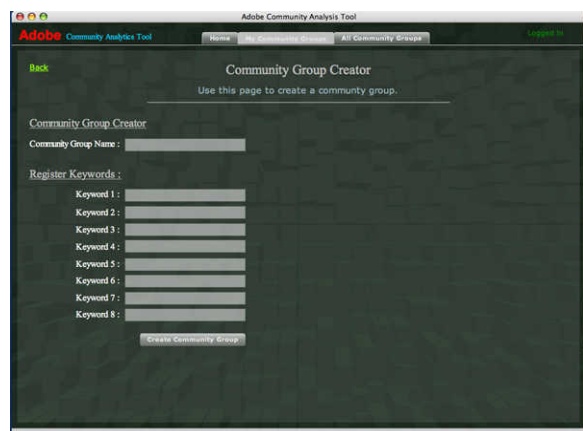 Adobe Community Analysis Tool
Adobe Community Analytics Tool
Home My Community Groups All Community Groups
Logged In
Back
Community Group Creator
Use this page to create a communty group.
Community Group Creator
Community Group Name :
Register Keywords :
Keyword 1 :
Keyword 2 :
Keyword 3 :
Keyword 4 :
Keyword 5 :
Keyword 6 :
Keyword 7 :
Keyword 8 :
Create Community Group